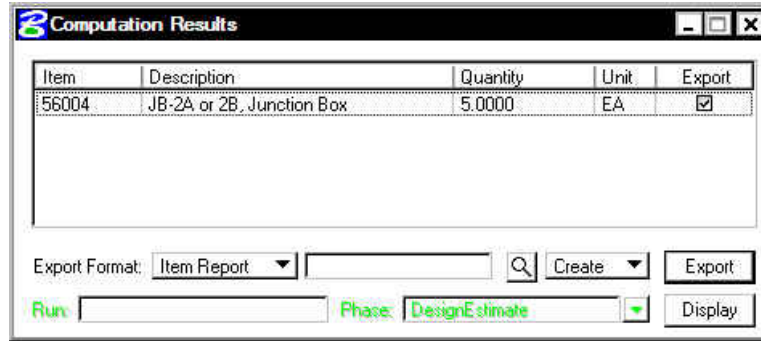 Computation Results
Item Description Quantity Unit Export
56004 JB-2A or 2B, Junction Box 5.0000 EA
Export Format: Item Report Create Export
Run: Phase: DesignEstimate Display